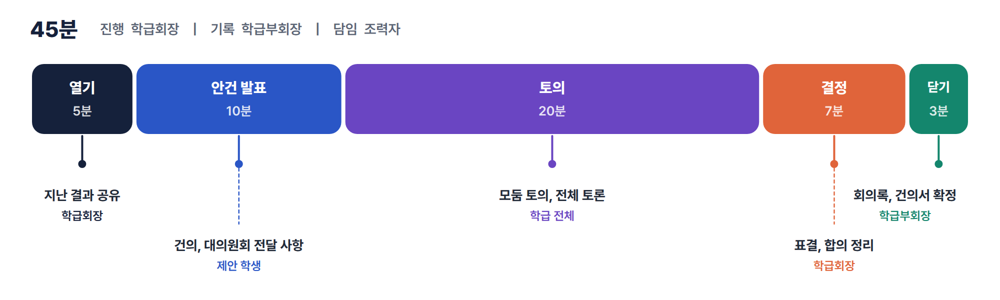 45분 진행 학급회장 | 기록 학급부회장 | 담임 조력자
열기
5분
안건 발표
10분
토의
20분
결정
7분
닫기
3분
지난 결과 공유
학급회장
건의, 대의원회 전달 사항
제안 학생
모둠 토의, 전체 토론
학급 전체
표결, 합의 정리
학급회장
회의록, 건의서 확정
학급부회장